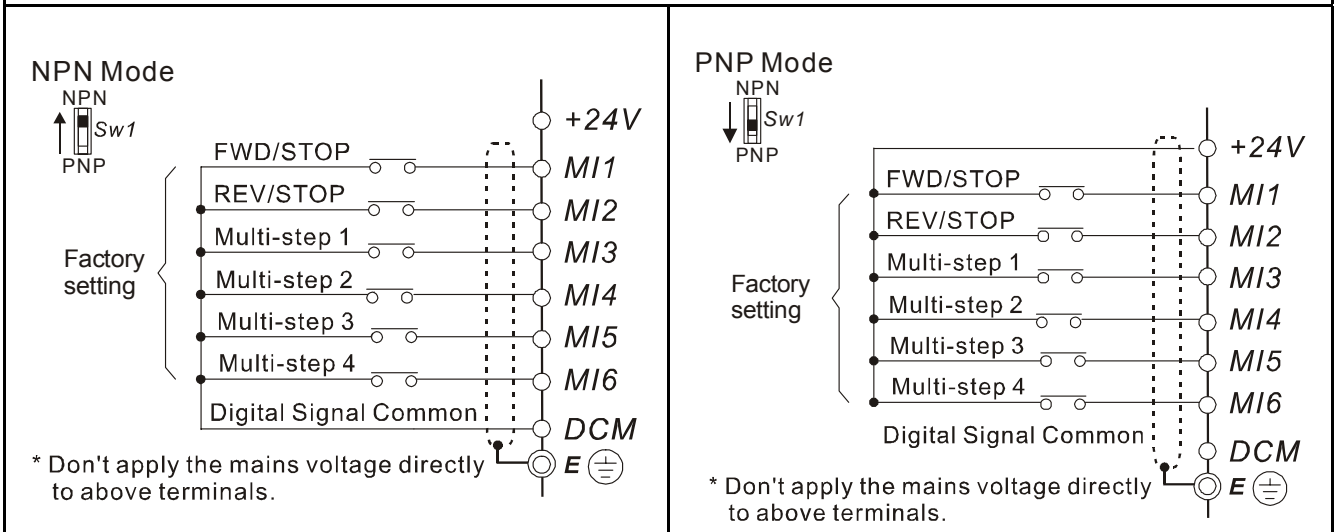 NPN Mode
NPN
Sw1
PNP
+24V
FWD/STOP
MI1
REV/STOP
MI2
Multi-step 1
MI3
Factory
setting
Multi-step 2
MI4
Multi-step 3
MI5
Multi-step 4
MI6
Digital Signal Common
DCM
E
* Don't apply the mains voltage directly
to above terminals.
PNP Mode
NPN
Sw1
PNP
+24V
FWD/STOP
MI1
REV/STOP
MI2
Multi-step 1
MI3
Factory
setting
Multi-step 2
MI4
Multi-step 3
MI5
Multi-step 4
MI6
Digital Signal Common
DCM
E
* Don't apply the mains voltage directly
to above terminals.